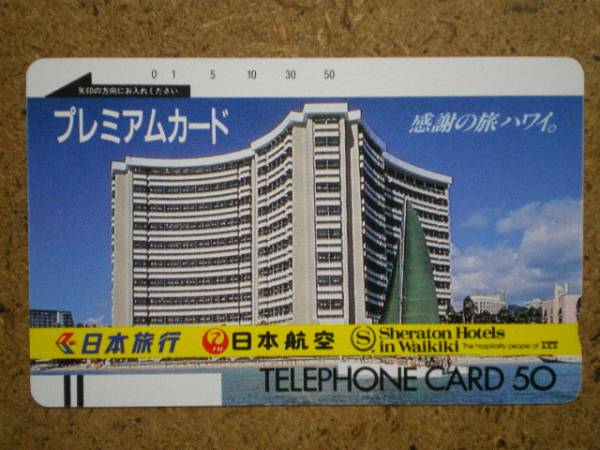 0 1 5 10 30 50
矢印の方向にお入れください
プレミアムカード
感謝の旅ハワイ。
日本旅行
日本航空
S Sheraton Hotels
in Waikiki The hospitality people of ITT
TELEPHONE CARD 50